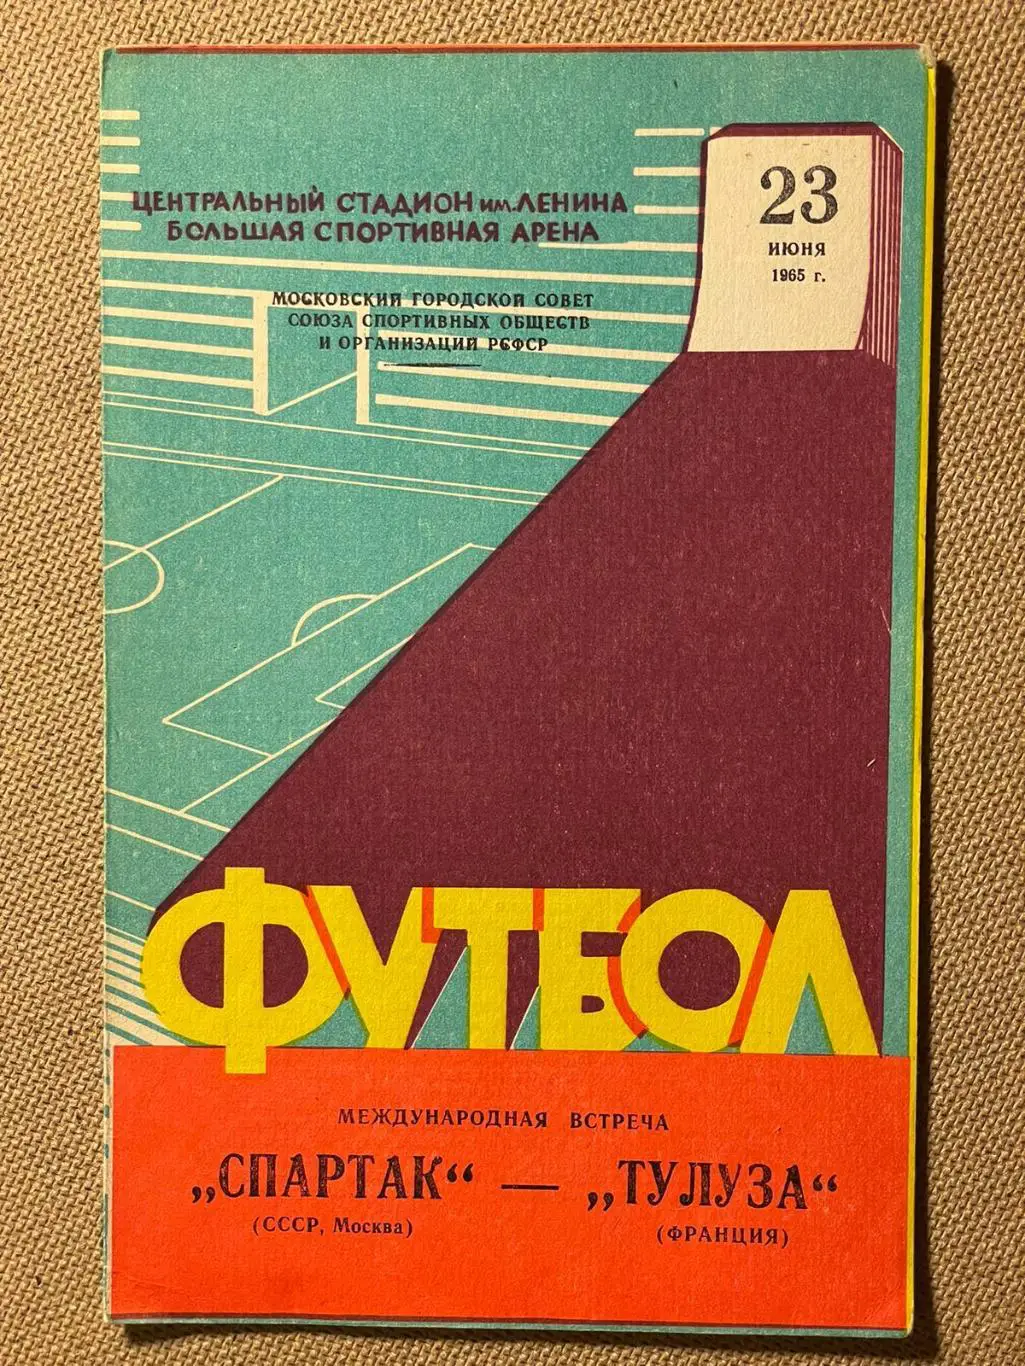 ЦЕНТРАЛЬНЫЙ СТАДИОН им. ЛЕНИНА
БОЛЬШАЯ СПОРТИВНАЯ АРЕНА
23
ИЮНЯ
1965 г.
МОСКОВСКИЙ ГОРОДСКОЙ СОВЕТ
СОЮЗА СПОРТИВНЫХ ОБЩЕСТВ
И ОРГАНИЗАЦИЙ РСФСР
ФУТБОЛ
МЕЖДУНАРОДНАЯ ВСТРЕЧА
„СПАРТАК“ — „ТУЛУЗА“
(СССР, Москва) (ФРАНЦИЯ)